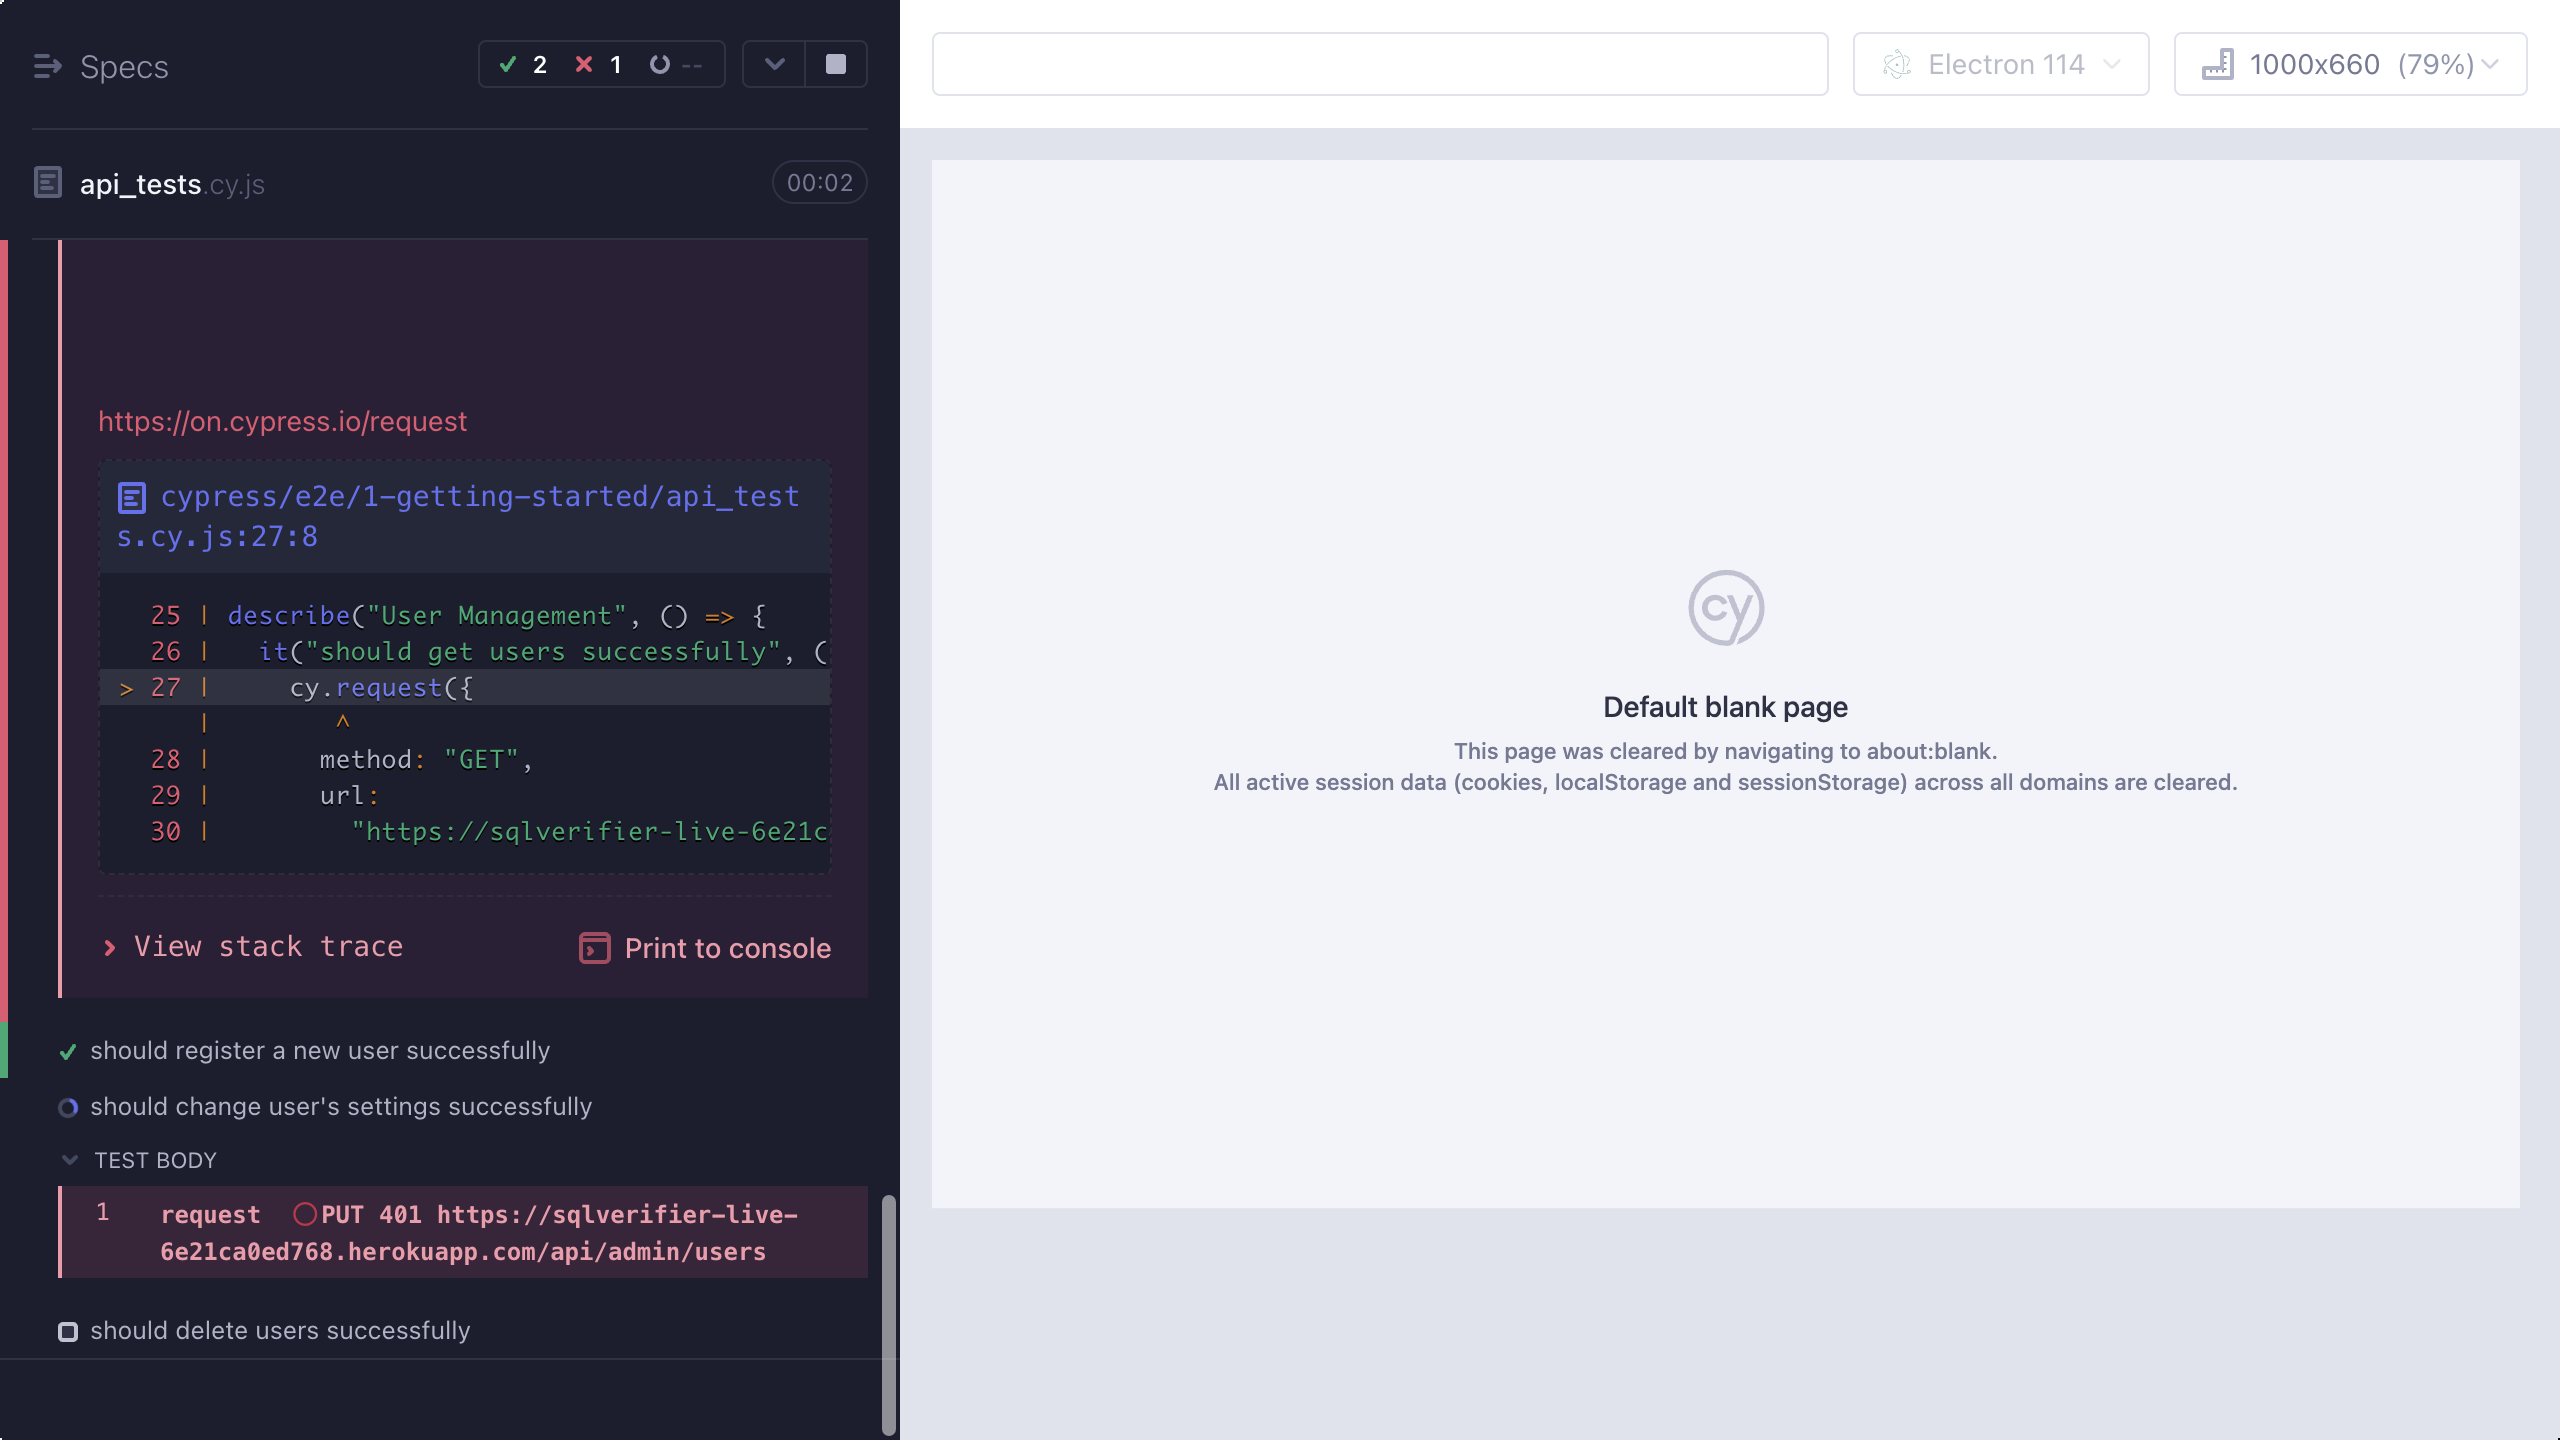 Specs
2 1 --
api_tests.cy.js
00:02
https://on.cypress.io/request
cypress/e2e/1-getting-started/api_test
s.cy.js:27:8
25 | describe("User Management", () => {
26 |   it("should get users successfully", (
> 27 |     cy.request({
|        ^
28 |       method: "GET",
29 |       url:
30 |         "https://sqlverifier-live-6e21c
View stack trace
Print to console
should register a new user successfully
should change user's settings successfully
TEST BODY
1 request PUT 401 https://sqlverifier-live-
6e21ca0ed768.herokuapp.com/api/admin/users
should delete users successfully
Electron 114
1000x660 (79%)
cy
Default blank page
This page was cleared by navigating to about:blank.
All active session data (cookies, localStorage and sessionStorage) across all domains are cleared.